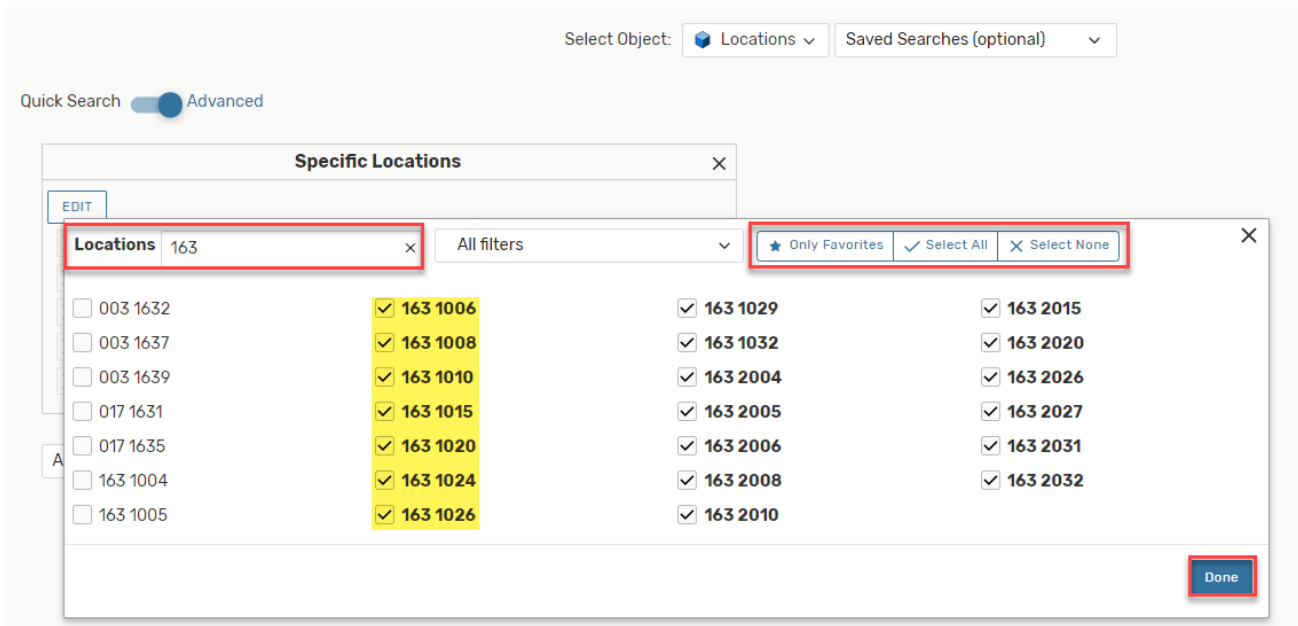 Select Object: Locations Saved Searches (optional)
Quick Search Advanced
Specific Locations
EDIT
Locations 163 All filters Only Favorites Select All Select None
003 1632 163 1006 163 1029 163 2015
003 1637 163 1008 163 1032 163 2020
003 1639 163 1010 163 2004 163 2026
017 1631 163 1015 163 2005 163 2027
017 1635 163 1020 163 2006 163 2031
A
163 1004 163 1024 163 2008 163 2032
163 1005 163 1026 163 2010
Done